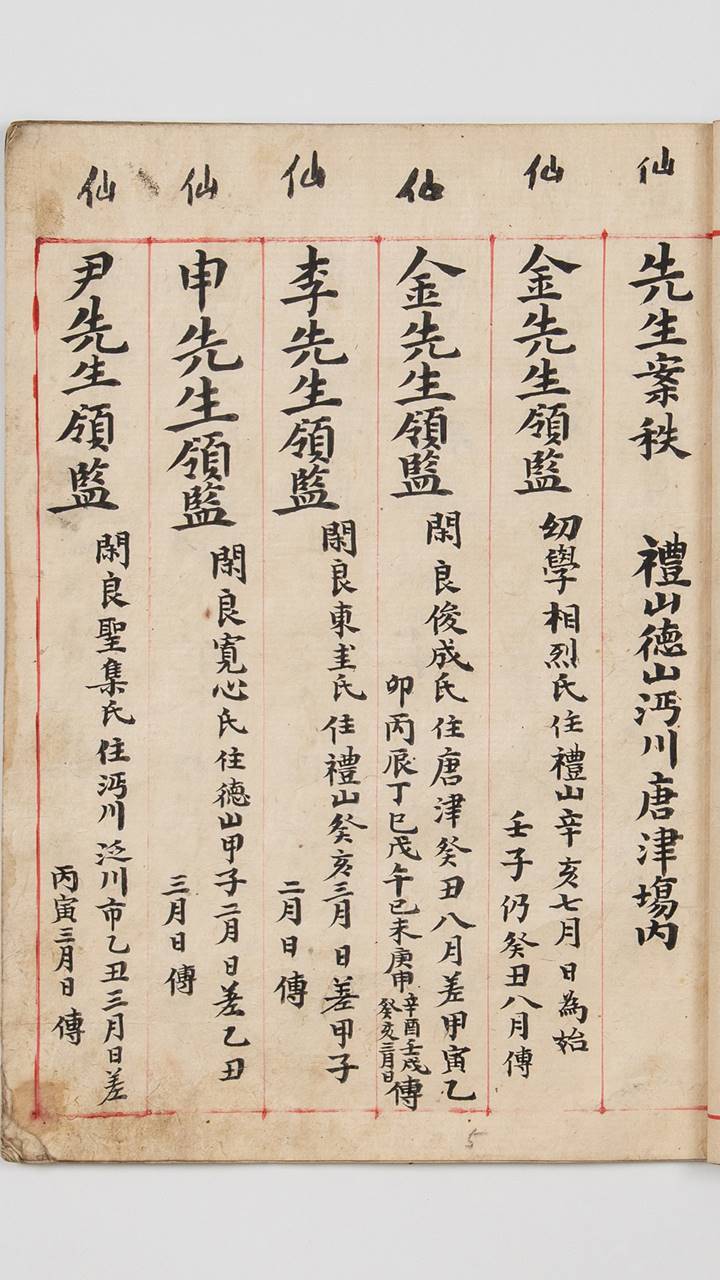 仙
先生案秩 禮山德山沔川唐津塲內
仙
金先生領監
幼學相烈氏住禮山辛亥七月日為始
壬子仍癸丑八月傳
仙
金先生領監
閑良俊成氏住唐津癸丑八月差甲寅乙
卯丙辰丁巳戊午己未庚申
辛酉壬戌
癸亥三月日
傳
仙
李先生領監
閑良東圭氏住禮山癸亥三月日差甲子
二月日傳
仙
申先生領監
閑良寬心氏住德山甲子二月日差乙丑
三月日傳
仙
尹先生領監
閑良聖集氏住沔川泛川市乙丑三月日差
丙寅三月日傳
5